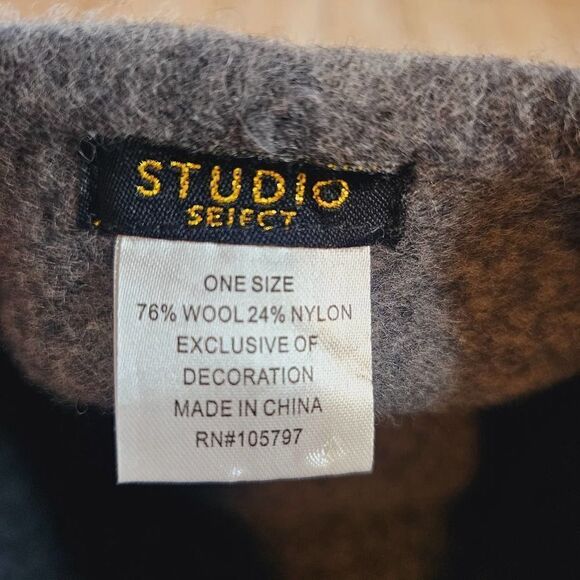 STUDIO
SELECT
ONE SIZE
76% WOOL 24% NYLON
EXCLUSIVE OF
DECORATION
MADE IN CHINA
RN#105797